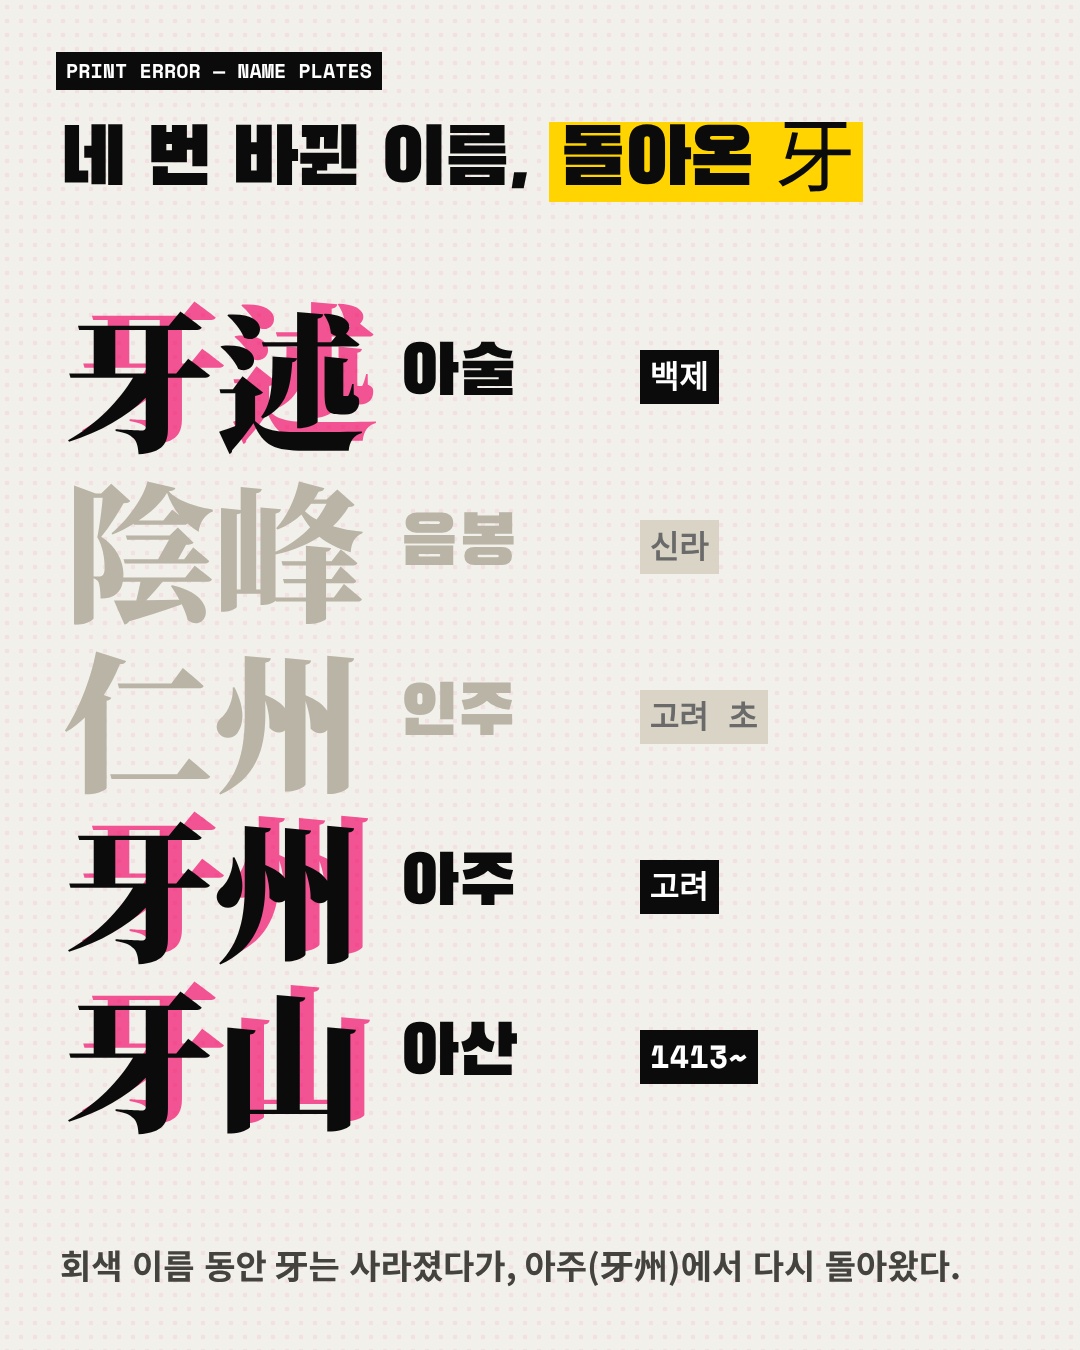 PRINT ERROR — NAME PLATES
네 번 바뀐 이름, 돌아온 牙
牙述 아술 백제
陰峰 음봉 신라
仁州 인주 고려 초
牙州 아주 고려
牙山 아산 1413~
회색 이름 동안 牙는 사라졌다가, 아주(牙州)에서 다시 돌아왔다.